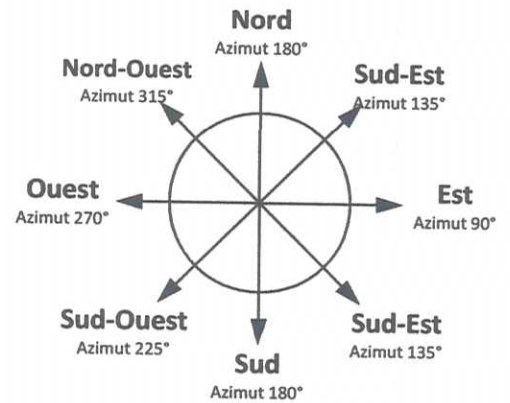 Nord
Azimut 180°
Nord-Ouest
Azimut 315°
Sud-Est
Azimut 135°
Ouest
Azimut 270°
Est
Azimut 90°
Sud-Ouest
Azimut 225°
Sud-Est
Azimut 135°
Sud
Azimut 180°